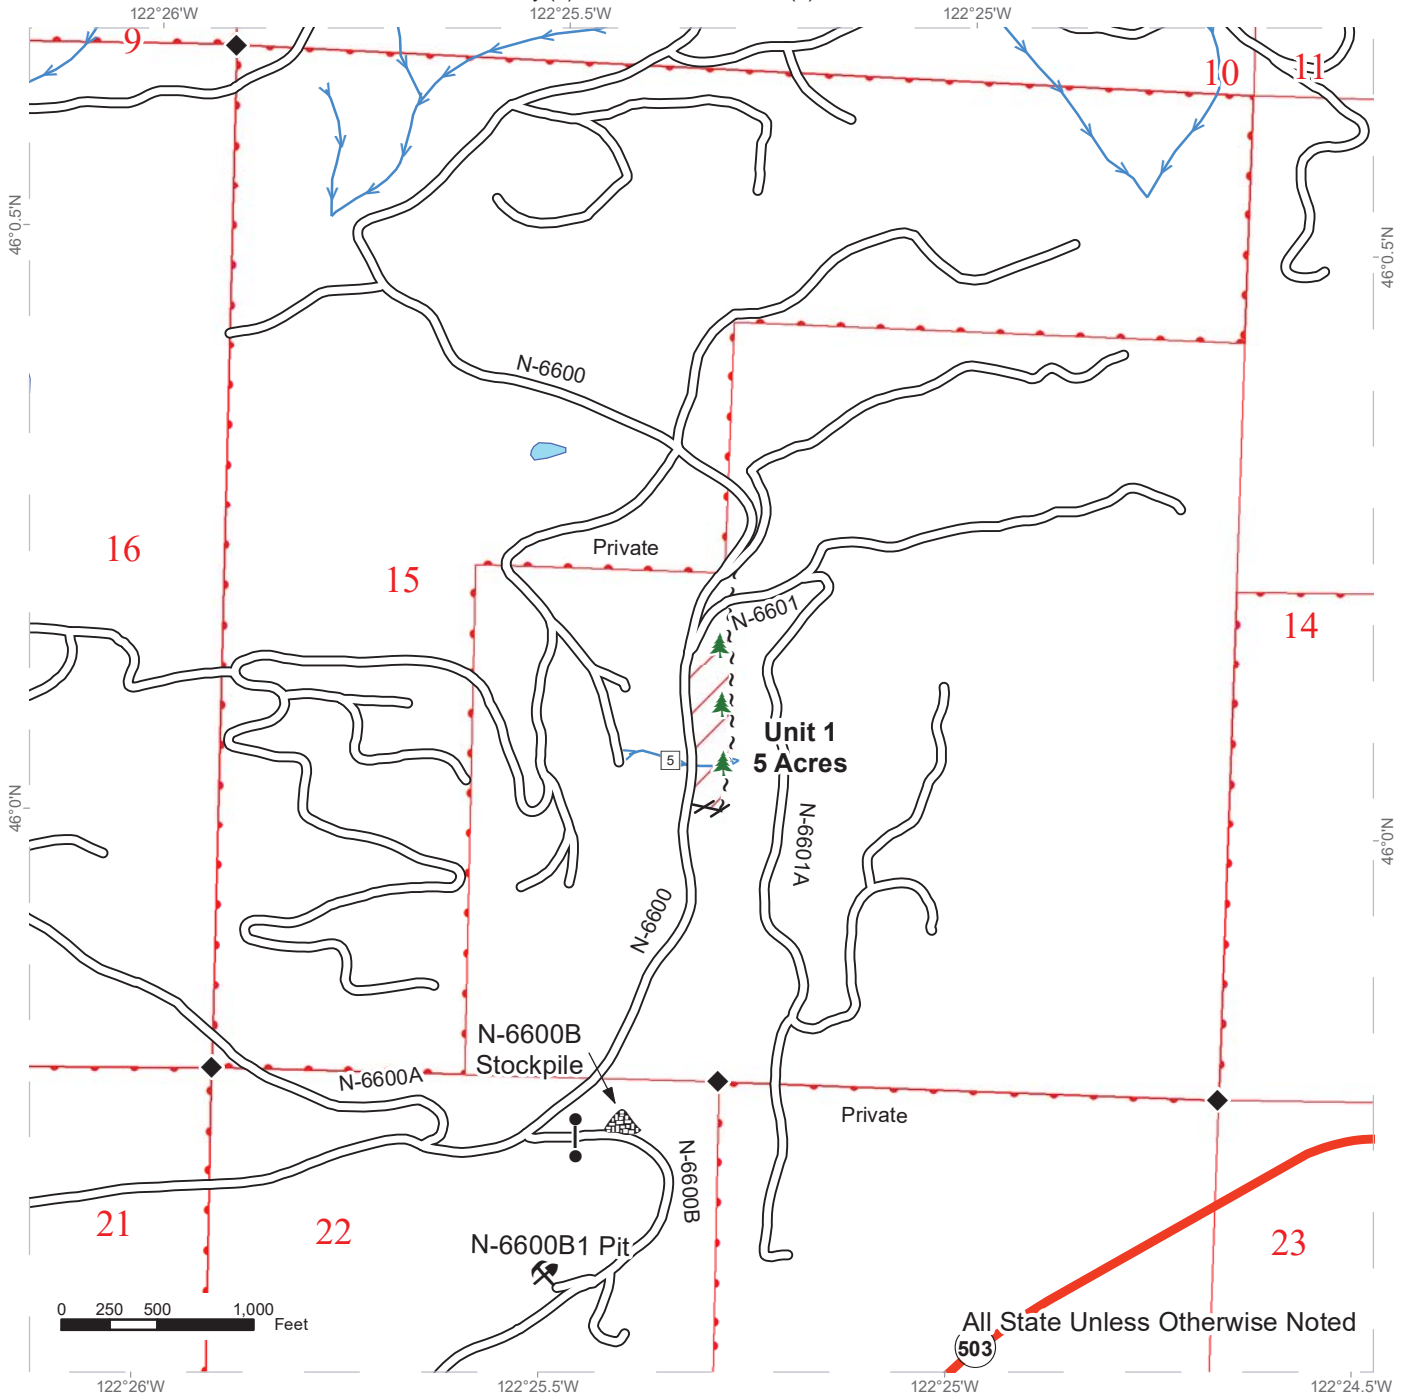 122°26'W
122°25.5'W
122°25'W
9
10
11
46°0.5'N
46°0.5'N
N-6600
16
Private
15
N-6601
14
Unit 1
5 Acres
5
46°0'N
46°0'N
N-6601A
N-6600
N-6600B
Stockpile
N-6600A
Private
N-6600B
21
22
23
N-6600B1 Pit
0 250 500 1,000
Feet
All State Unless Otherwise Noted
503
122°26'W
122°25.5'W
122°25'W
122°24.5'W